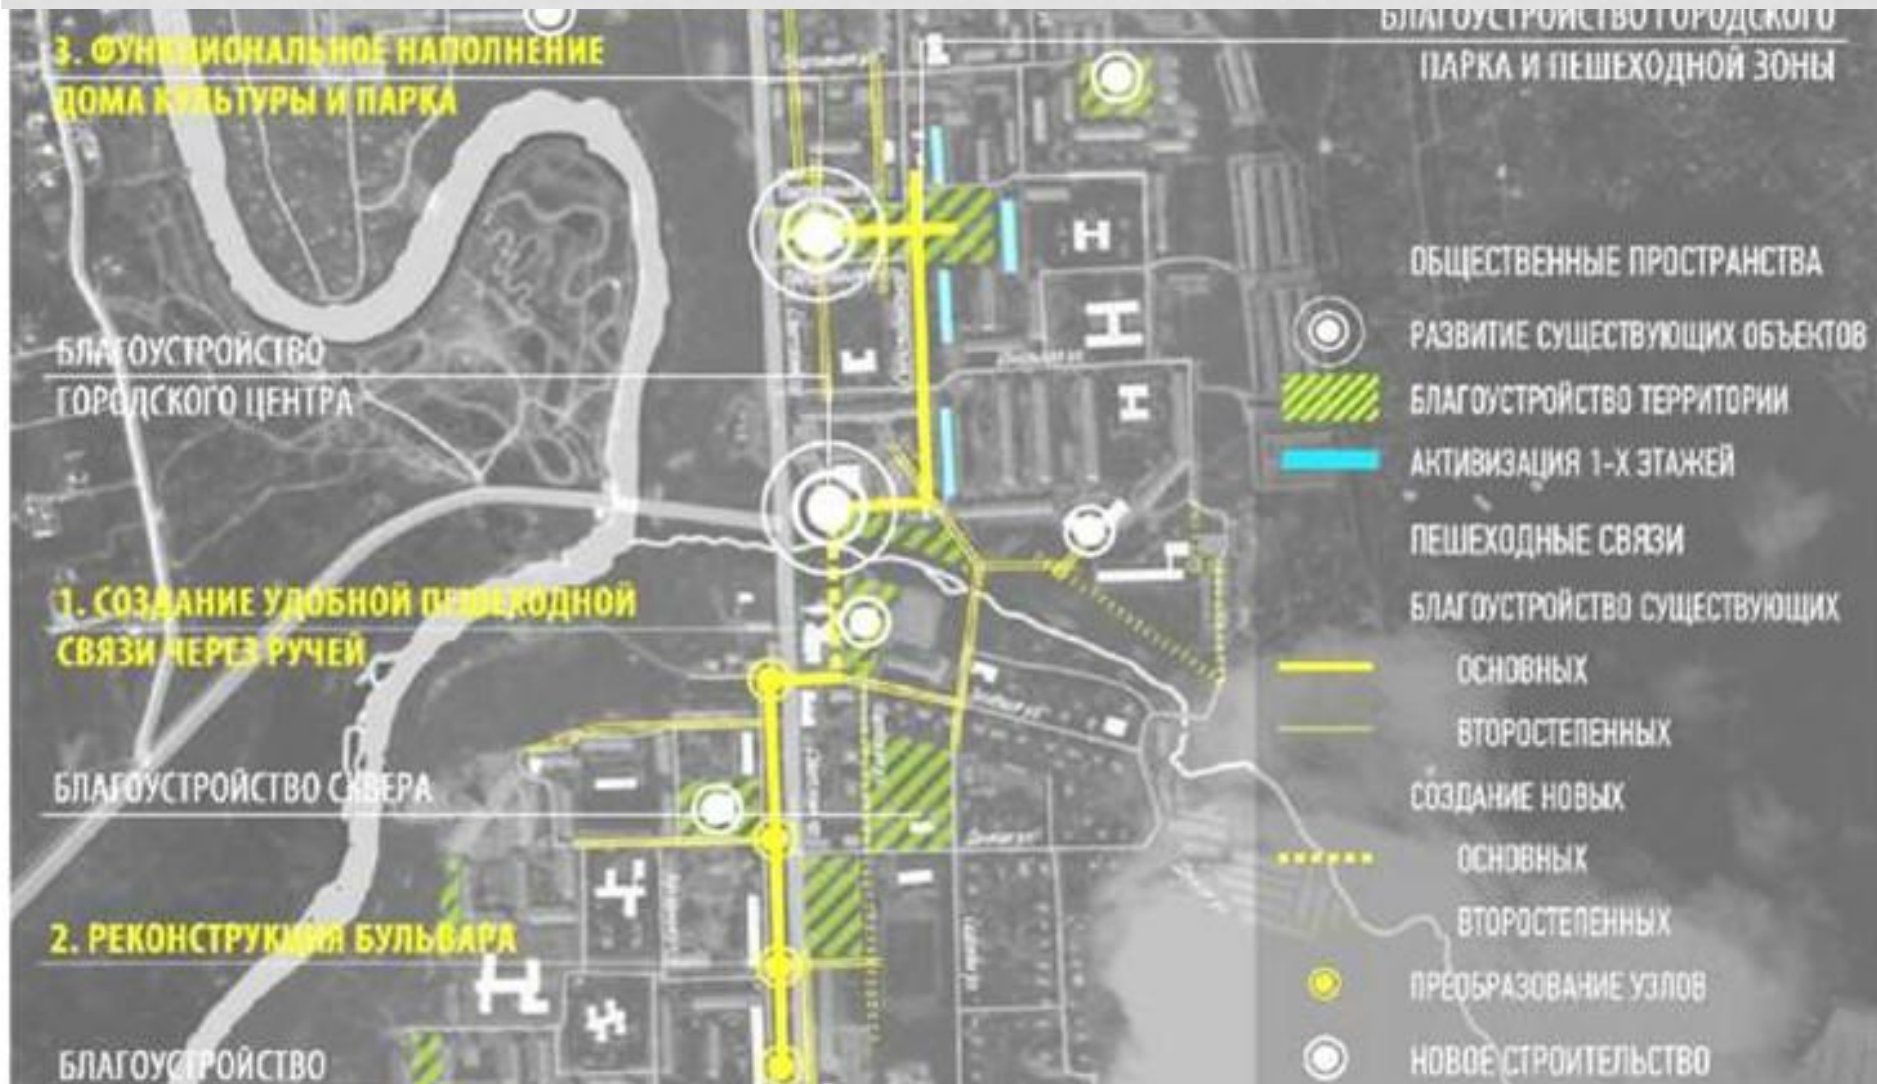 БЛАГОУСТРОЙСТВО ГОРОДСКОГО
ПАРКА И ПЕШЕХОДНОЙ ЗОНЫ
3. ФУНКЦИОНАЛЬНОЕ НАПОЛНЕНИЕ
ДОМА КУЛЬТУРЫ И ПАРКА
БЛАГОУСТРОЙСТВО
ГОРОДСКОГО ЦЕНТРА
1. СОЗДАНИЕ УДОБНОЙ ПЕШЕХОДНОЙ
СВЯЗИ ЧЕРЕЗ РУЧЕЙ
БЛАГОУСТРОЙСТВО СКВЕРА
2. РЕКОНСТРУКЦИЯ БУЛЬВАРА
БЛАГОУСТРОЙСТВО
ОБЩЕСТВЕННЫЕ ПРОСТРАНСТВА
РАЗВИТИЕ СУЩЕСТВУЮЩИХ ОБЪЕКТОВ
БЛАГОУСТРОЙСТВО ТЕРРИТОРИИ
АКТИВИЗАЦИЯ 1-Х ЭТАЖЕЙ
ПЕШЕХОДНЫЕ СВЯЗИ
БЛАГОУСТРОЙСТВО СУЩЕСТВУЮЩИХ
ОСНОВНЫХ
ВТОРОСТЕПЕННЫХ
СОЗДАНИЕ НОВЫХ
ОСНОВНЫХ
ВТОРОСТЕПЕННЫХ
ПРЕОБРАЗОВАНИЕ УЗЛОВ
НОВОЕ СТРОИТЕЛЬСТВО